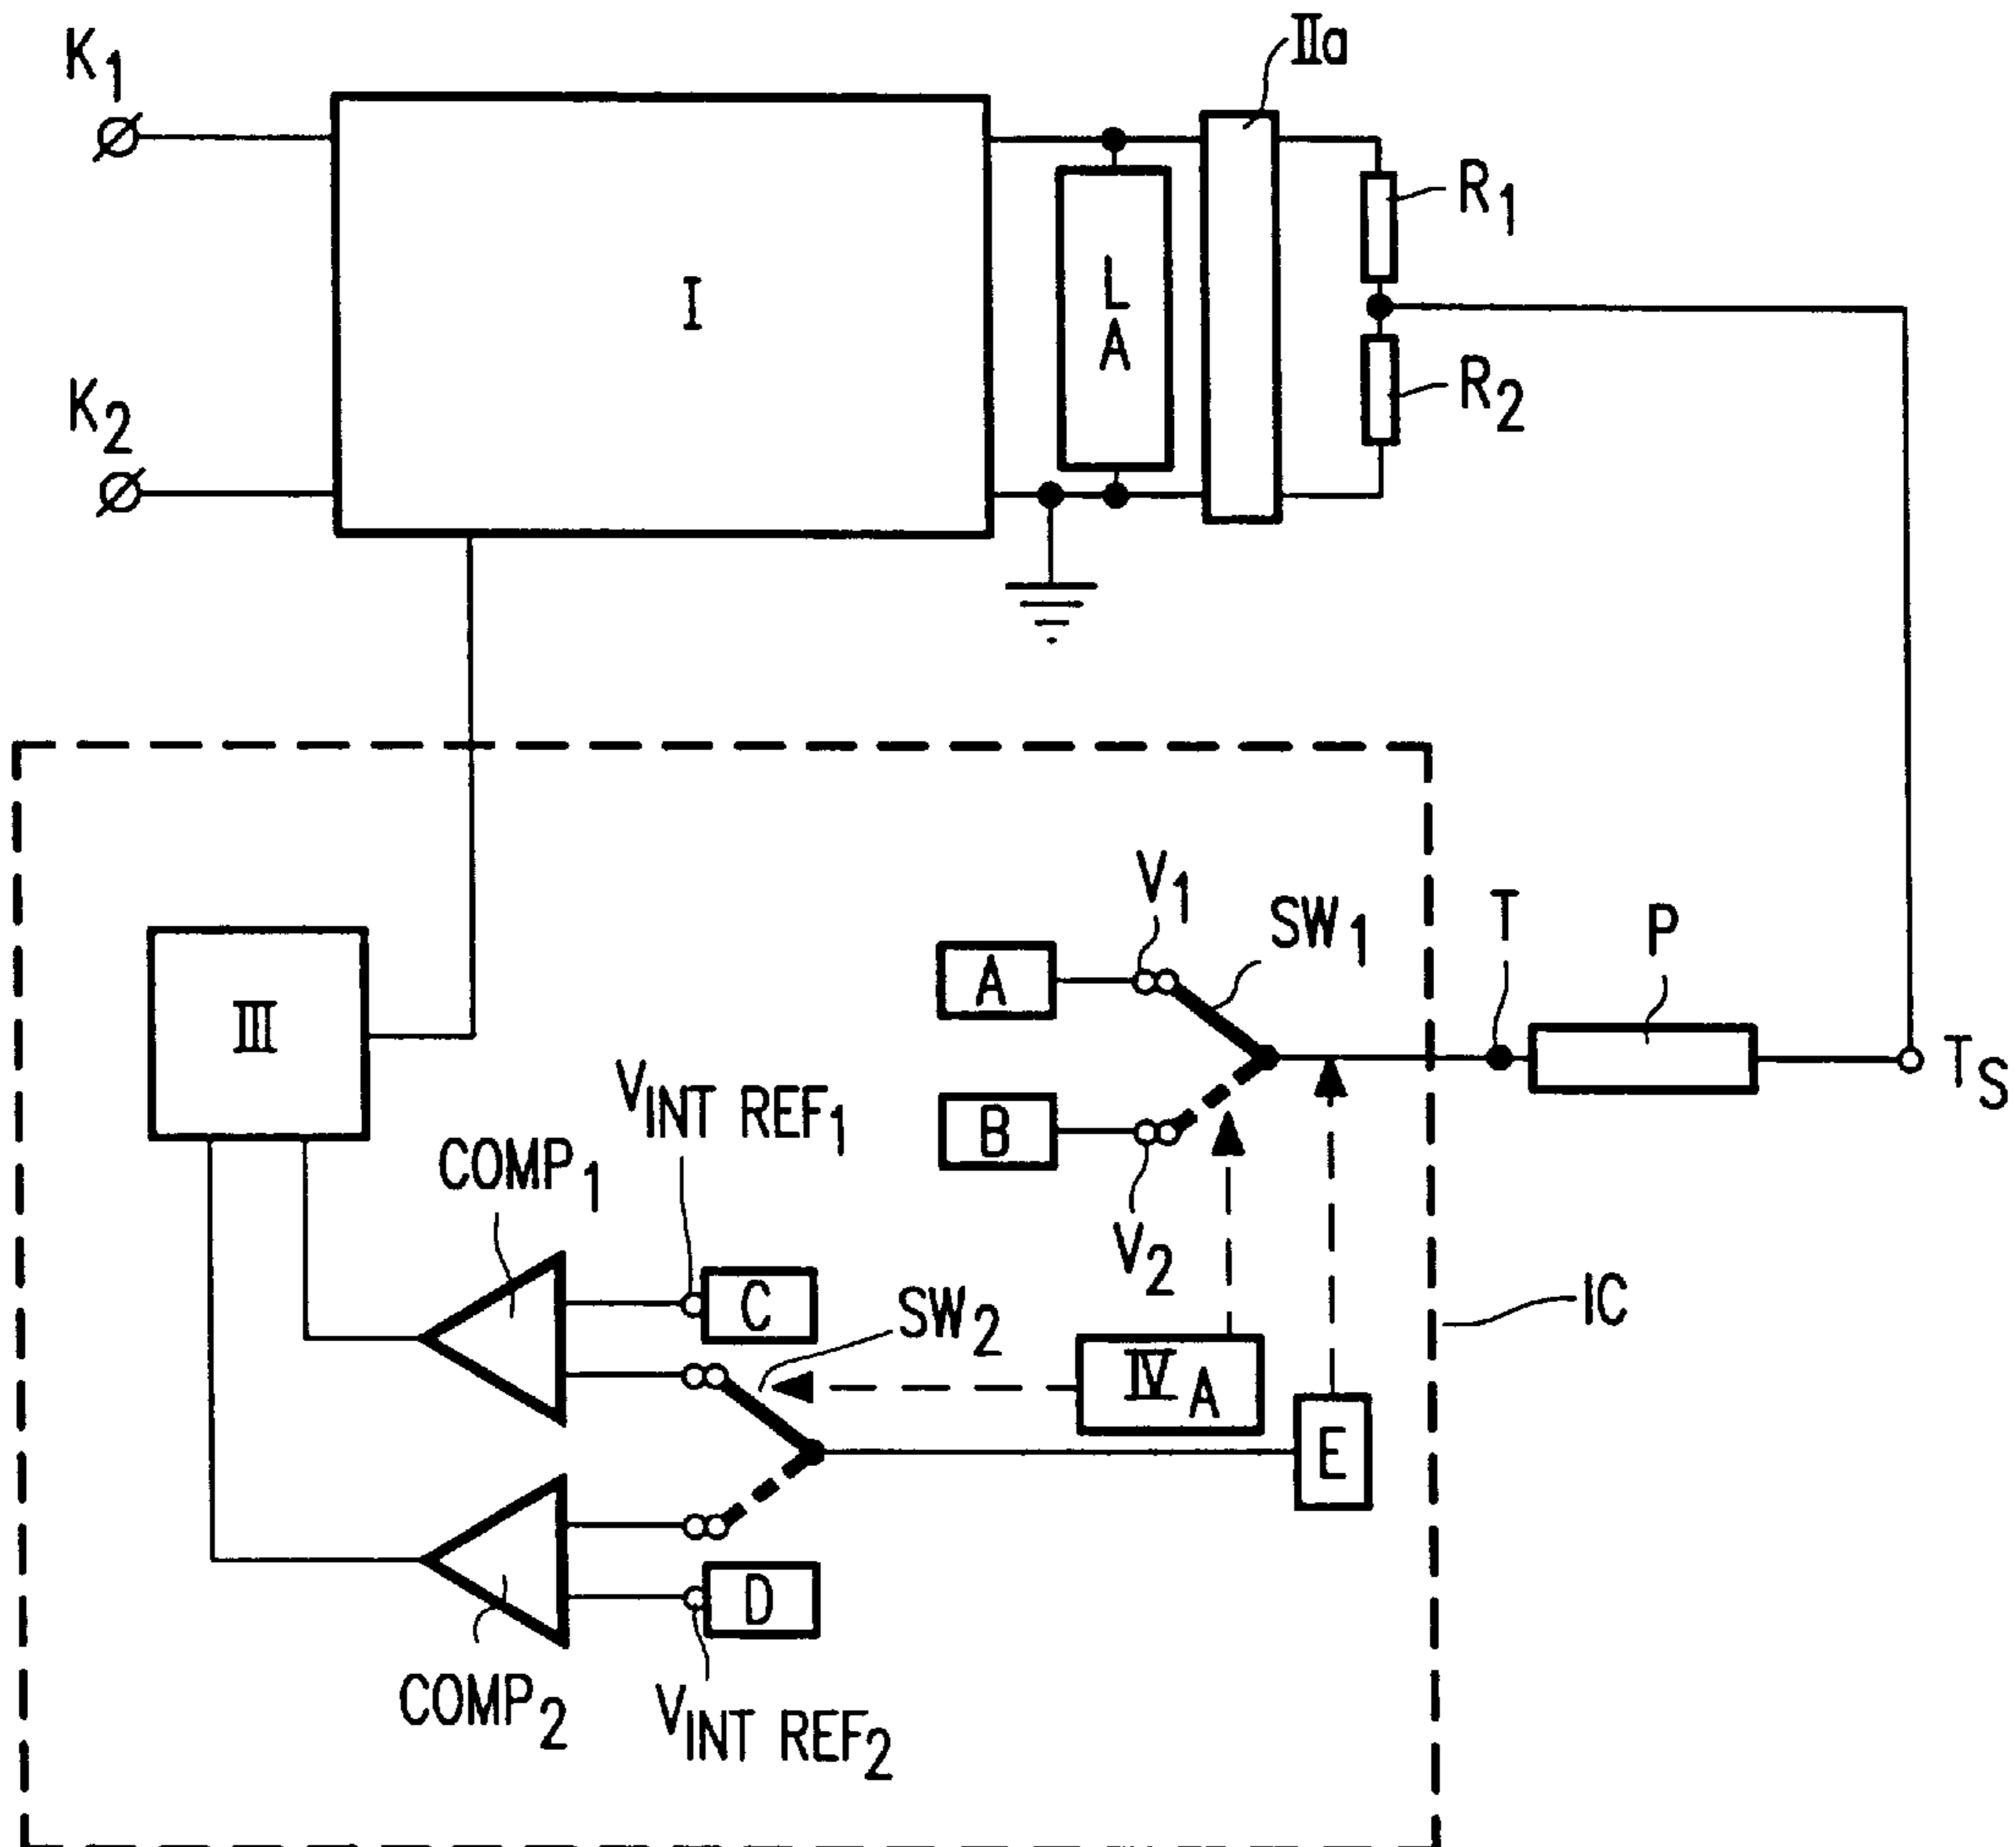 K1
IIa
I
L
A
R1
K2
R2
V1
SW1
T
P
A
III
VINT REF1
B
TS
COMP1
V2
C
SW2
IVA
IC
E
D
COMP2
VINT REF2